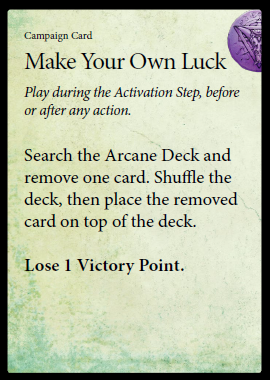 Campaign Card
Make Your Own Luck
Play during the Activation Step, before
or after any action.
Search the Arcane Deck and
remove one card. Shuffle the
deck, then place the removed
card on top of the deck.
Lose 1 Victory Point.